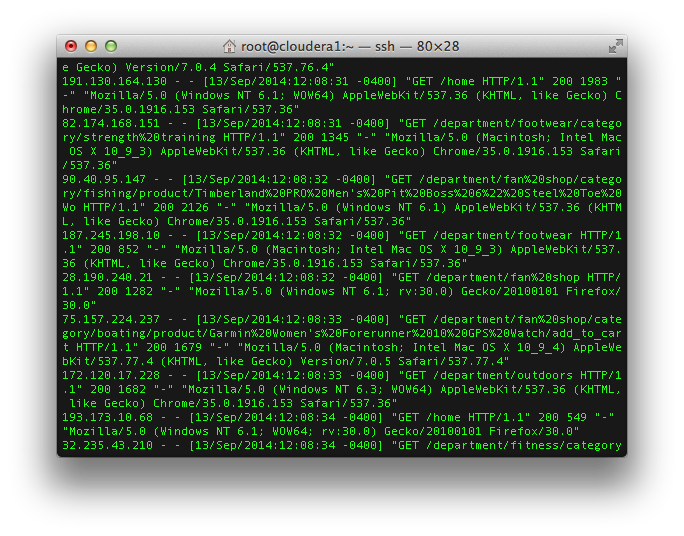 root@cloudera1:~ — ssh — 80×28
e Gecko) Version/7.0.4 Safari/537.76.4"
191.130.164.130 - - [13/Sep/2014:12:08:31 -0400] "GET /home HTTP/1.1" 200 1983 "
-" "Mozilla/5.0 (Windows NT 6.1; WOW64) AppleWebKit/537.36 (KHTML, like Gecko) C
hrome/35.0.1916.153 Safari/537.36"
82.174.168.151 - - [13/Sep/2014:12:08:31 -0400] "GET /department/footwear/catego
ry/strength%20training HTTP/1.1" 200 1345 "-" "Mozilla/5.0 (Macintosh; Intel Mac
 OS X 10_9_3) AppleWebKit/537.36 (KHTML, like Gecko) Chrome/35.0.1916.153 Safari
/537.36"
90.40.95.147 - - [13/Sep/2014:12:08:32 -0400] "GET /department/fan%20shop/catego
ry/fishing/product/Timberland%20PRO%20Men's%20Pit%20Boss%206%22%20Steel%20Toe%20
Wo HTTP/1.1" 200 2126 "-" "Mozilla/5.0 (Windows NT 6.1) AppleWebKit/537.36 (KHTM
L, like Gecko) Chrome/35.0.1916.153 Safari/537.36"
187.245.198.10 - - [13/Sep/2014:12:08:32 -0400] "GET /department/footwear HTTP/1
.1" 200 852 "-" "Mozilla/5.0 (Macintosh; Intel Mac OS X 10_9_3) AppleWebKit/537.
36 (KHTML, like Gecko) Chrome/35.0.1916.153 Safari/537.36"
28.190.240.21 - - [13/Sep/2014:12:08:32 -0400] "GET /department/fan%20shop HTTP/
1.1" 200 1282 "-" "Mozilla/5.0 (Windows NT 6.1; rv:30.0) Gecko/20100101 Firefox/
30.0"
75.157.224.237 - - [13/Sep/2014:12:08:33 -0400] "GET /department/fan%20shop/cate
gory/boating/product/Garmin%20Women's%20Forerunner%2010%20GPS%20Watch/add_to_car
t HTTP/1.1" 200 1679 "-" "Mozilla/5.0 (Macintosh; Intel Mac OS X 10_9_4) AppleWe
bKit/537.77.4 (KHTML, like Gecko) Version/7.0.5 Safari/537.77.4"
172.120.17.228 - - [13/Sep/2014:12:08:33 -0400] "GET /department/outdoors HTTP/1
.1" 200 1682 "-" "Mozilla/5.0 (Windows NT 6.3; WOW64) AppleWebKit/537.36 (KHTML,
 like Gecko) Chrome/35.0.1916.153 Safari/537.36"
193.173.10.68 - - [13/Sep/2014:12:08:34 -0400] "GET /home HTTP/1.1" 200 549 "-" 
"Mozilla/5.0 (Windows NT 6.1; WOW64; rv:30.0) Gecko/20100101 Firefox/30.0"
32.235.43.210 - - [13/Sep/2014:12:08:34 -0400] "GET /department/fitness/category